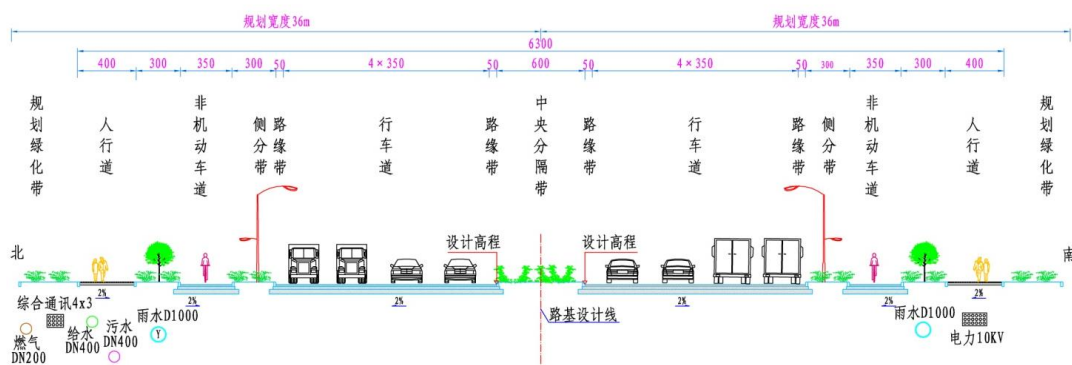 规划宽度36m 规划宽度36m
6300
400 300 350 300 50 4×350 50 600 50 4×350 50 300 350 300 400
规划绿化带 人行道 非机动车道 侧分带 路缘带 行车道 路缘带 中央分隔带 路缘带 行车道 路缘带 侧分带 非机动车道 人行道 规划绿化带
北 设计高程 设计高程 南
2% 2% 2% 2% 2% 2%
综合通讯4x3
燃气
DN200
给水
DN400
污水
DN400
雨水D1000
Y
路基设计线
雨水D1000
电力10KV